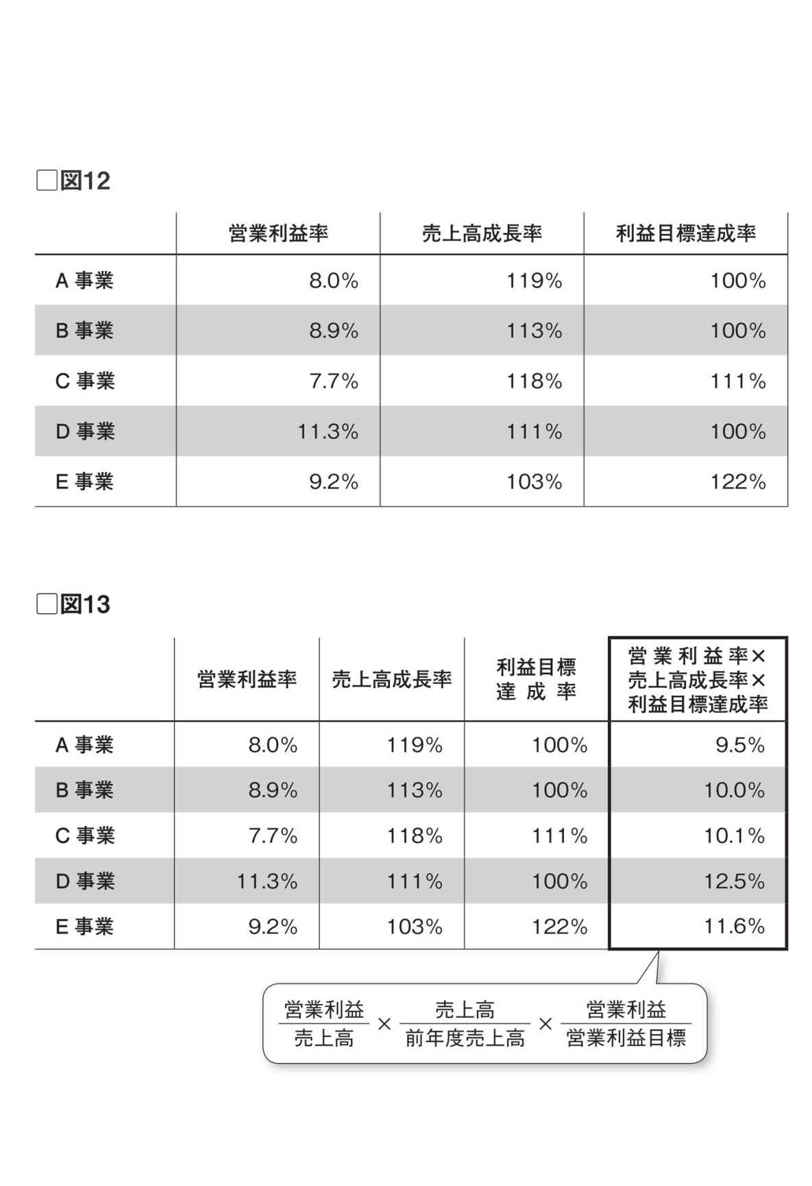 □図12
営業利益率 売上高成長率 利益目標達成率
A 事業 8.0% 119% 100%
B 事業 8.9% 113% 100%
C 事業 7.7% 118% 111%
D 事業 11.3% 111% 100%
E 事業 9.2% 103% 122%
□図13
営業利益率 売上高成長率 利益目標
達成率
営業利益率×
売上高成長率×
利益目標達成率
A 事業 8.0% 119% 100% 9.5%
B 事業 8.9% 113% 100% 10.0%
C 事業 7.7% 118% 111% 10.1%
D 事業 11.3% 111% 100% 12.5%
E 事業 9.2% 103% 122% 11.6%
営業利益 売上高 営業利益
× ×
売上高 前年度売上高 営業利益目標